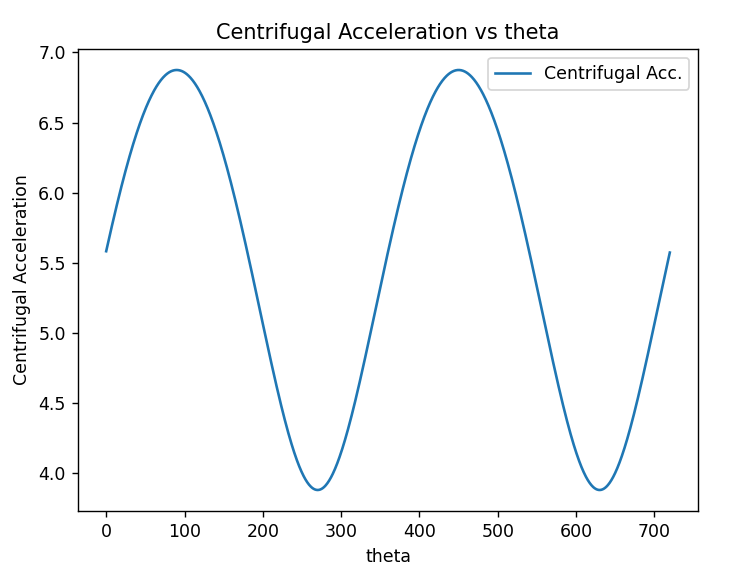 Centrifugal Acceleration vs theta
Centrifugal Acc.
Centrifugal Acceleration
7.0
6.5
6.0
5.5
5.0
4.5
4.0
0 100 200 300 400 500 600 700
theta